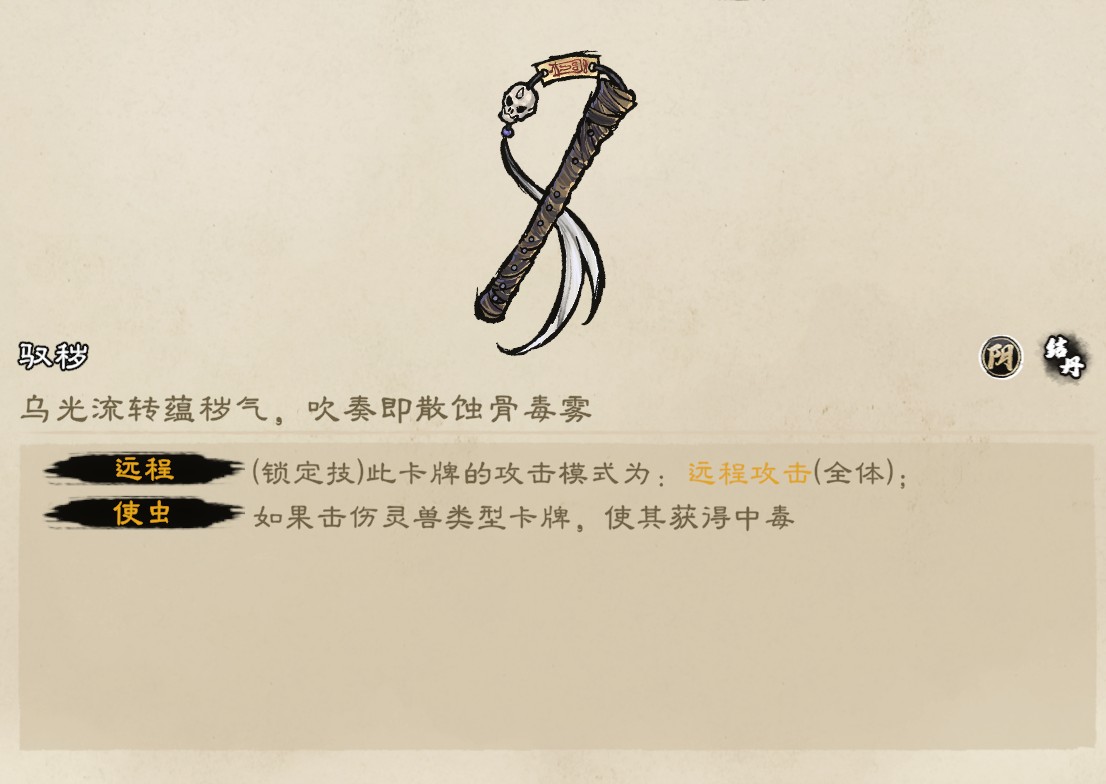 驭秽
阴
结丹
乌光流转蕴秽气，吹奏即散蚀骨毒雾
远程 (锁定技)此卡牌的攻击模式为：远程攻击(全体)；
使虫 如果击伤灵兽类型卡牌，使其获得中毒